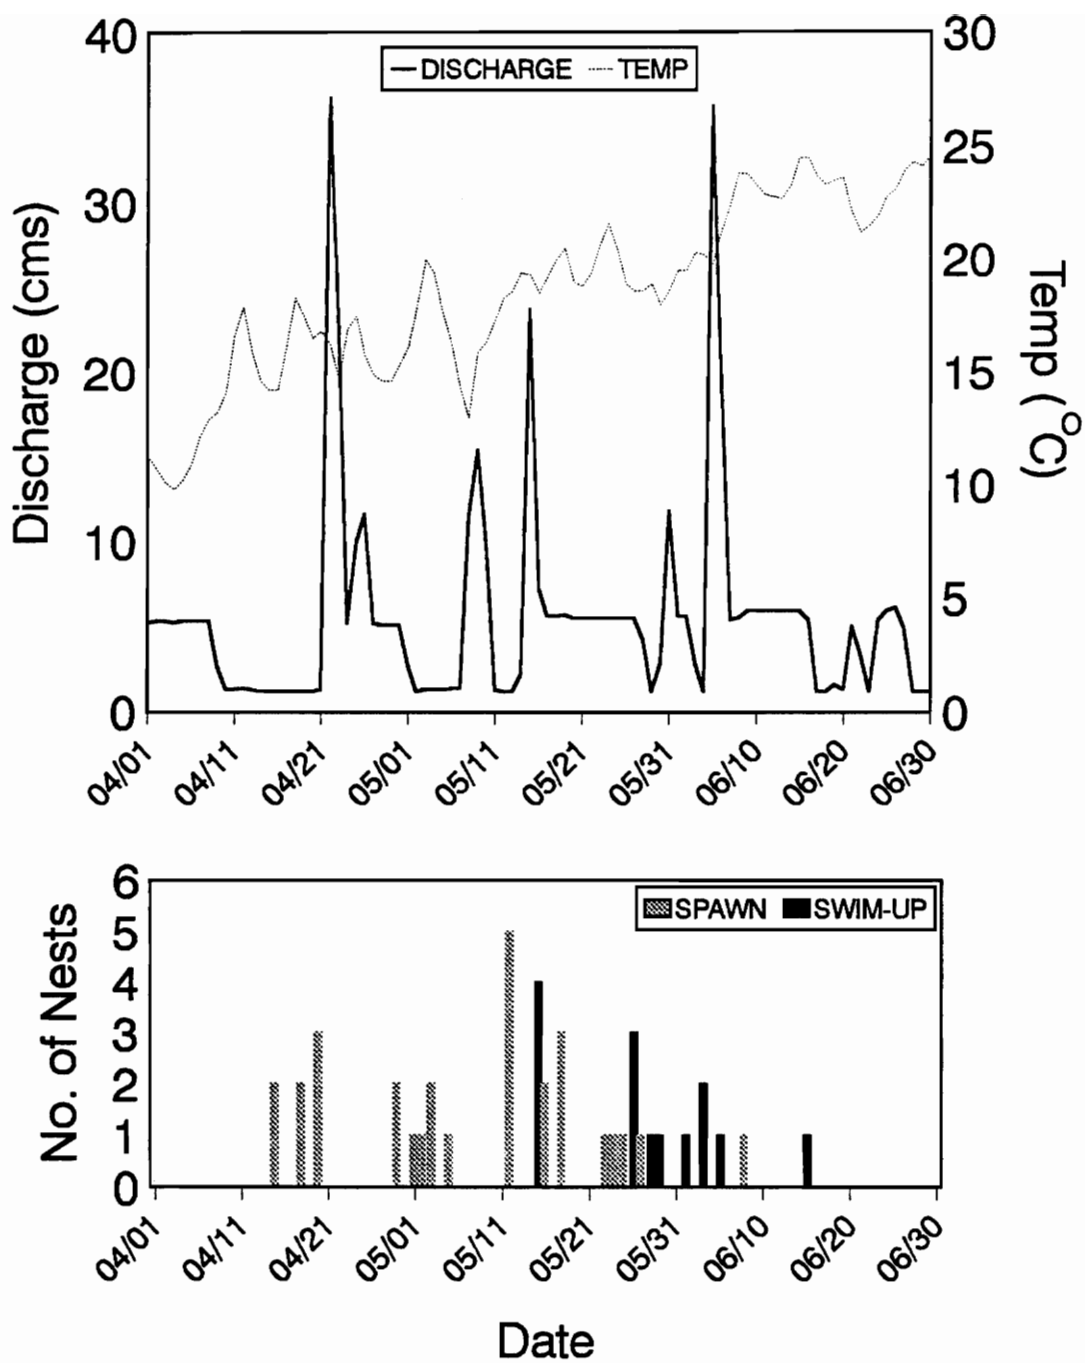 40
30
20
10
0
Discharge (cms)
DISCHARGE TEMP
30
25
20
15
10
5
0
Temp (°C)
04/01 04/11 04/21 05/01 05/11 05/21 05/31 06/10 06/20 06/30
6
5
4
3
2
1
0
No. of Nests
SPAWN SWIM-UP
04/01 04/11 04/21 05/01 05/11 05/21 05/31 06/10 06/20 06/30
Date